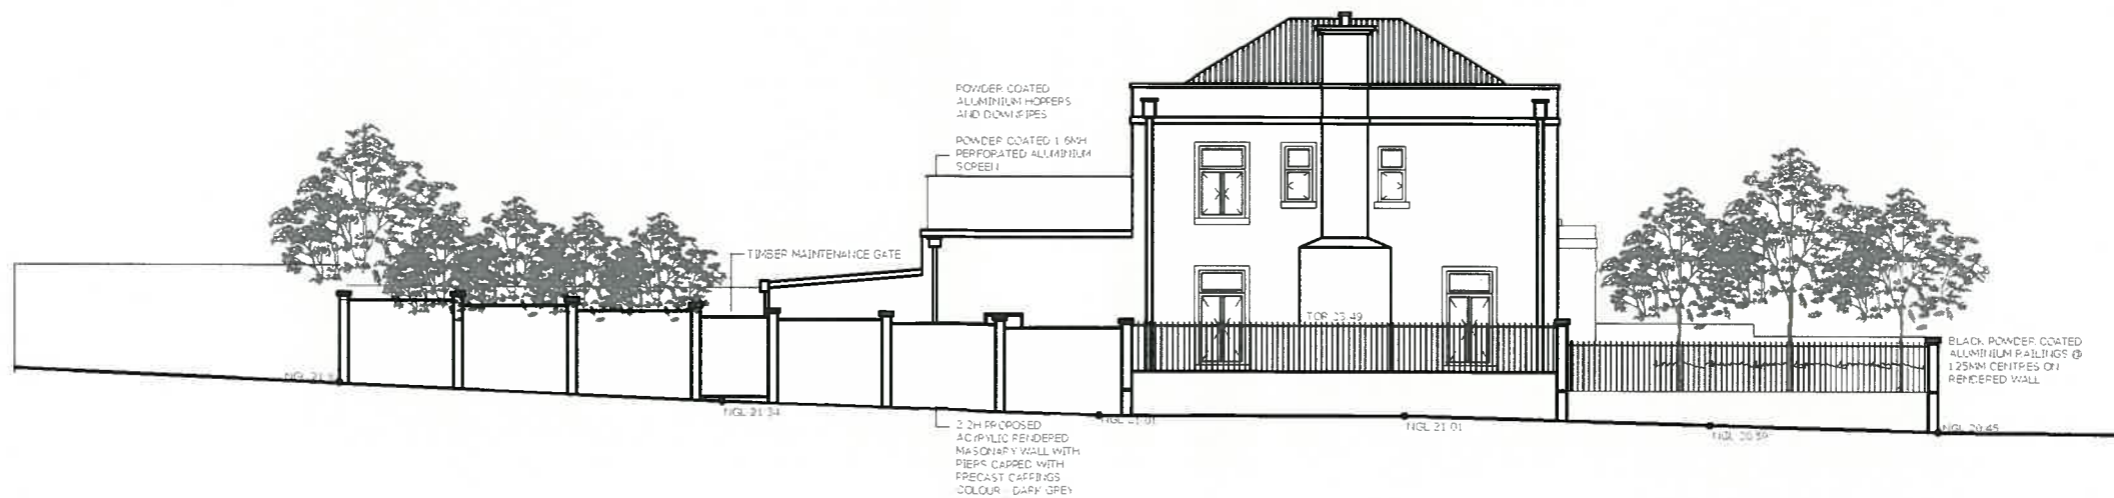 POWDER COATED
ALUMINIUM HOPPERS
AND DOWNPIPES
POWDER COATED 1.6MH
PERFORATED ALUMINIUM
SCREEN
TIMBER MAINTENANCE GATE
TOR 23.49
BLACK POWDER COATED
ALUMINIUM RAILINGS @
125MM CENTRES ON
RENDERED WALL
NGL
NGL 21.34
NGL 21.01
NGL 21.01
NGL 20.59
NGL 20.45
2.2H PROPOSED
ACRYLIC RENDERED
MASONARY WALL WITH
PIERS CAPPED WITH
PRECAST CAPPINGS
COLOUR - DARK GREY